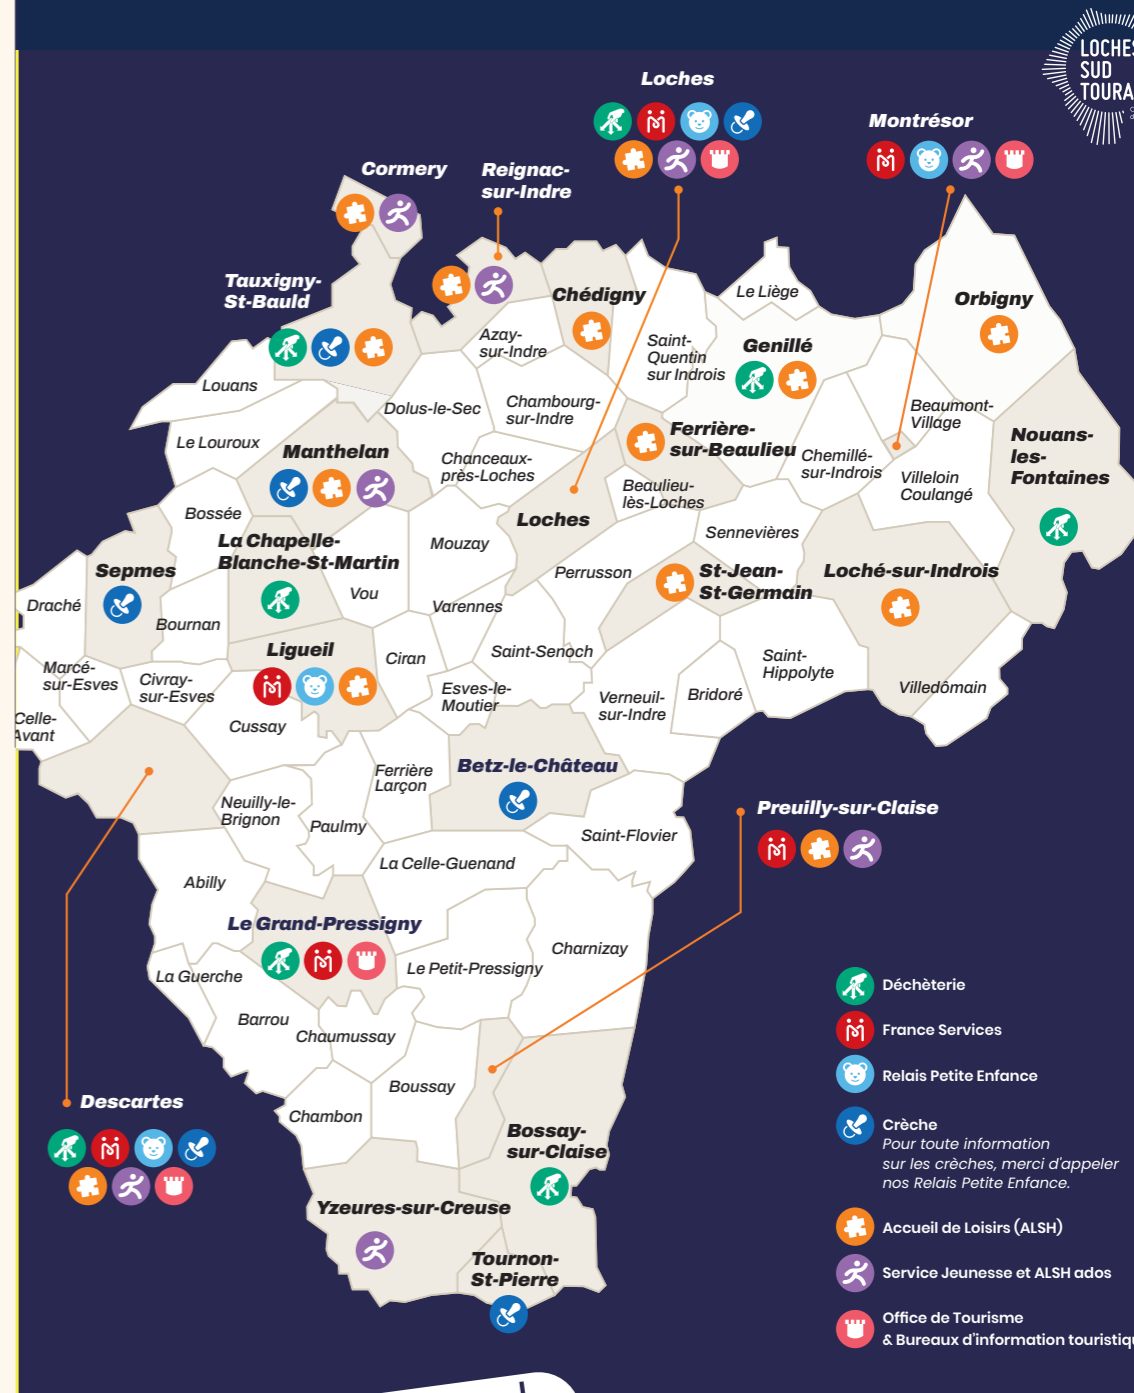 LOCHES
SUD
TOURA
Loches
Montrésor
Cormery
Reignac-
sur-Indre
Tauxigny-
St-Bauld
Chédigny
Le Liège
Orbigny
Azay-
sur-Indre
Saint-
Quentin
sur Indrois
Genillé
Louans
Dolus-le-Sec
Chambourg-
sur-Indre
Beaumont-
Village
Le Louroux
Manthelan
Ferrière-
sur-Beaulieu
Chanceaux-
près-Loches
Chemillé-
sur-Indrois
Nouans-
les-
Fontaines
Villeloin
Coulangé
Beaulieu-
lès-Loches
Bossée
Loches
La Chapelle-
Blanche-St-Martin
Mouzay
Sennevières
Sepmes
Perrusson
St-Jean-
St-Germain
Loché-sur-Indrois
Draché
Vou
Varennes
Bournan
Ligueil
Ciran
Saint-Senoch
Marcé-
sur-Esves
Civray-
sur-Esves
Esves-le-
Moutier
Verneuil-
sur-Indre
Bridoré
Saint-
Hippolyte
Villedômain
Celle-
Avant
Cussay
Ferrière
Larçon
Betz-le-Château
Neuilly-le-
Brignon
Paulmy
Preuilly-sur-Claise
Saint-Flovier
La Celle-Guenand
Abilly
Le Grand-Pressigny
Charnizay
La Guerche
Le Petit-Pressigny
Barrou
Chaumussay
Boussay
Chambon
Descartes
Bossay-
sur-Claise
Yzeures-sur-Creuse
Tournon-
St-Pierre
Déchèterie
France Services
Relais Petite Enfance
Crèche
Pour toute information
sur les crèches, merci d'appeler
nos Relais Petite Enfance.
Accueil de Loisirs (ALSH)
Service Jeunesse et ALSH ados
Office de Tourisme
& Bureaux d'information touristiqu